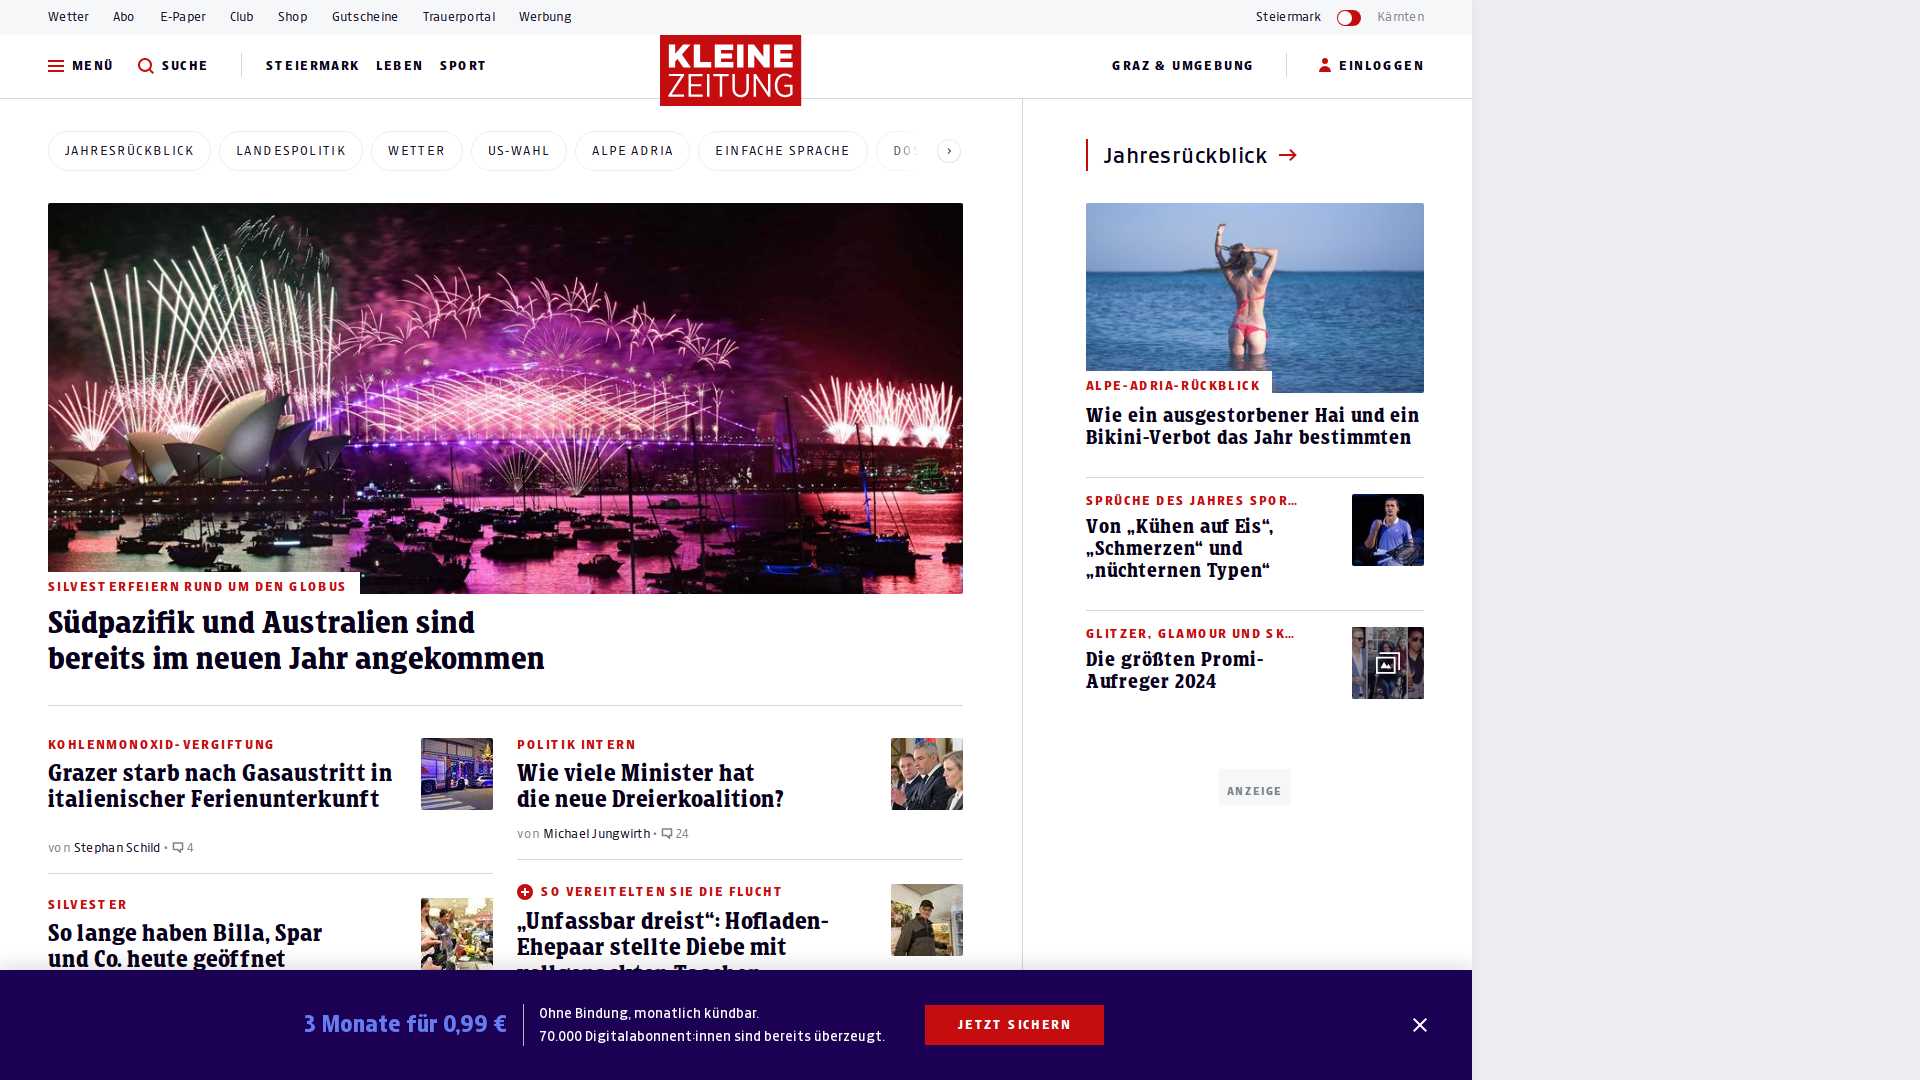 Wetter Abo E-Paper Club Shop Gutscheine Trauerportal Werbung Steiermark Kärnten
MENÜ SUCHE STEIERMARK LEBEN SPORT KLEINE ZEITUNG GRAZ & UMGEBUNG EINLOGGEN
JAHRESRÜCKBLICK LANDESPOLITIK WETTER US-WAHL ALPE ADRIA EINFACHE SPRACHE
SILVESTERFEIERN RUND UM DEN GLOBUS
Südpazifik und Australien sind
bereits im neuen Jahr angekommen
KOHLENMONOXID-VERGIFTUNG
Grazer starb nach Gasaustritt in
italienischer Ferienunterkunft
von Stephan Schild • 4
SILVESTER
So lange haben Billa, Spar
und Co. heute geöffnet
POLITIK INTERN
Wie viele Minister hat
die neue Dreierkoalition?
von Michael Jungwirth • 24
SO VEREITELTEN SIE DIE FLUCHT
„Unfassbar dreist“: Hofladen-
Ehepaar stellte Diebe mit
Jahresrückblick
ALPE-ADRIA-RÜCKBLICK
Wie ein ausgestorbener Hai und ein
Bikini-Verbot das Jahr bestimmten
SPRÜCHE DES JAHRES SPOR...
Von „Kühen auf Eis“,
„Schmerzen“ und
„nüchternen Typen“
GLITZER, GLAMOUR UND SK...
Die größten Promi-
Aufreger 2024
ANZEIGE
3 Monate für 0,99 €
Ohne Bindung, monatlich kündbar.
70.000 Digitalabonnent:innen sind bereits überzeugt.
JETZT SICHERN